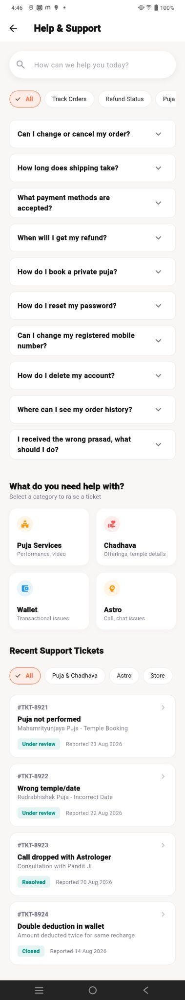 4:46
100%
Help & Support
How can we help you today?
All
Track Orders
Refund Status
Puja
Can I change or cancel my order?
How long does shipping take?
What payment methods are
accepted?
When will I get my refund?
How do I book a private puja?
How do I reset my password?
Can I change my registered mobile
number?
How do I delete my account?
Where can I see my order history?
I received the wrong prasad, what
should I do?
What do you need help with?
Select a category to raise a ticket
Puja Services
Performance, video
Chadhava
Offerings, temple details
Wallet
Transactional issues
Astro
Call, chat issues
Recent Support Tickets
All
Puja & Chadhava
Astro
Store
#TKT-8921
Puja not performed
Mahamrityunjaya Puja - Temple Booking
Under review
Reported 23 Aug 2026
#TKT-8922
Wrong temple/date
Rudrabhishek Puja - Incorrect Date
Under review
Reported 22 Aug 2026
#TKT-8923
Call dropped with Astrologer
Consultation with Pandit Ji
Resolved
Reported 20 Aug 2026
#TKT-8924
Double deduction in wallet
Amount deducted twice for same recharge
Closed
Reported 14 Aug 2026